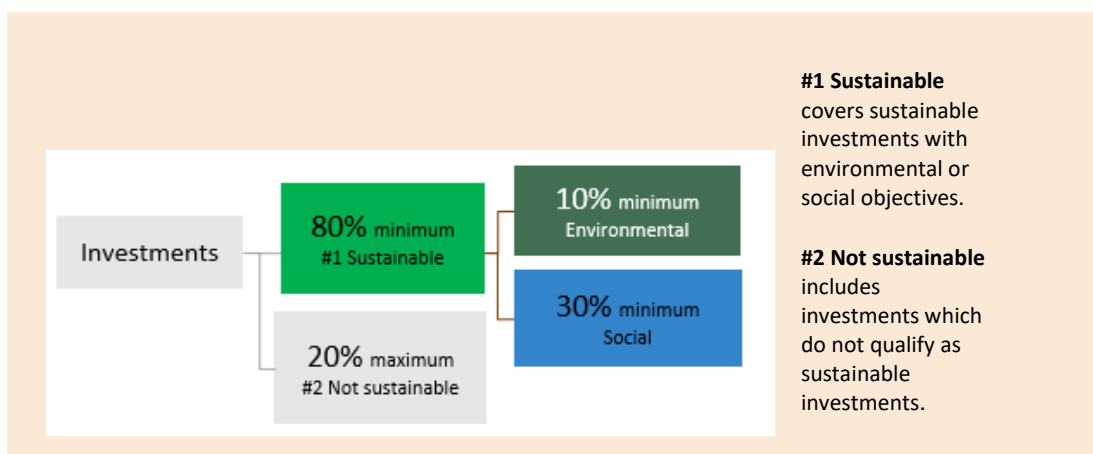 Investments
80% minimum
#1 Sustainable
20% maximum
#2 Not sustainable
10% minimum
Environmental
30% minimum
Social
#1 Sustainable
covers sustainable
investments with
environmental or
social objectives.
#2 Not sustainable
includes
investments which
do not qualify as
sustainable
investments.